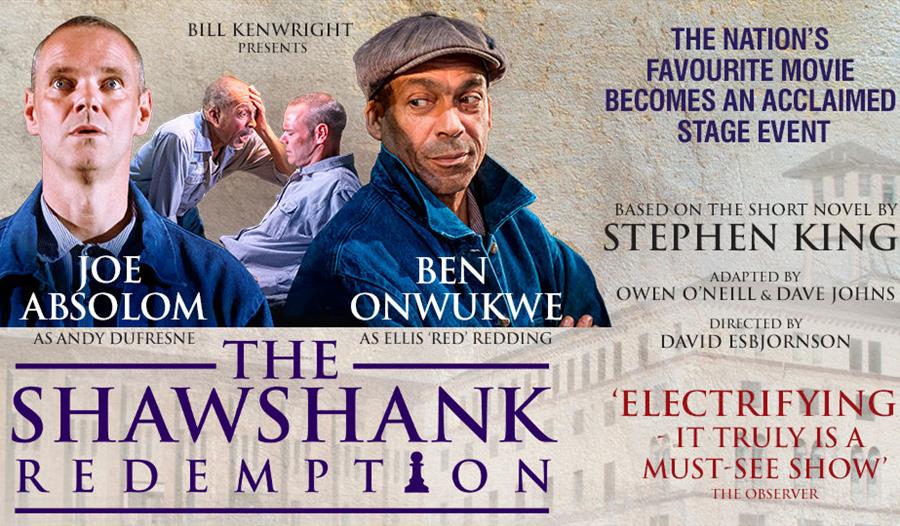 BILL KENWRIGHT
PRESENTS
JOE
ABSOLOM
AS ANDY DUFRESNE
BEN
ONWUKWE
AS ELLIS 'RED' REDDING
THE
SHAWSHANK
REDEMPTION
THE NATION'S
FAVOURITE MOVIE
BECOMES AN ACCLAIMED
STAGE EVENT
BASED ON THE SHORT NOVEL BY
STEPHEN KING
ADAPTED BY
OWEN O'NEILL & DAVE JOHNS
DIRECTED BY
DAVID ESBJORNSON
'ELECTRIFYING
- IT TRULY IS A
MUST-SEE SHOW'
THE OBSERVER